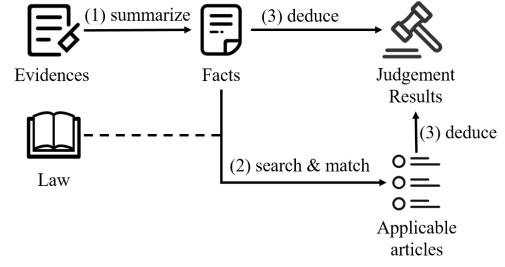 (1) summarize
(3) deduce
Evidences
Facts
Judgement
Results
(3) deduce
Law
(2) search & match
Applicable
articles